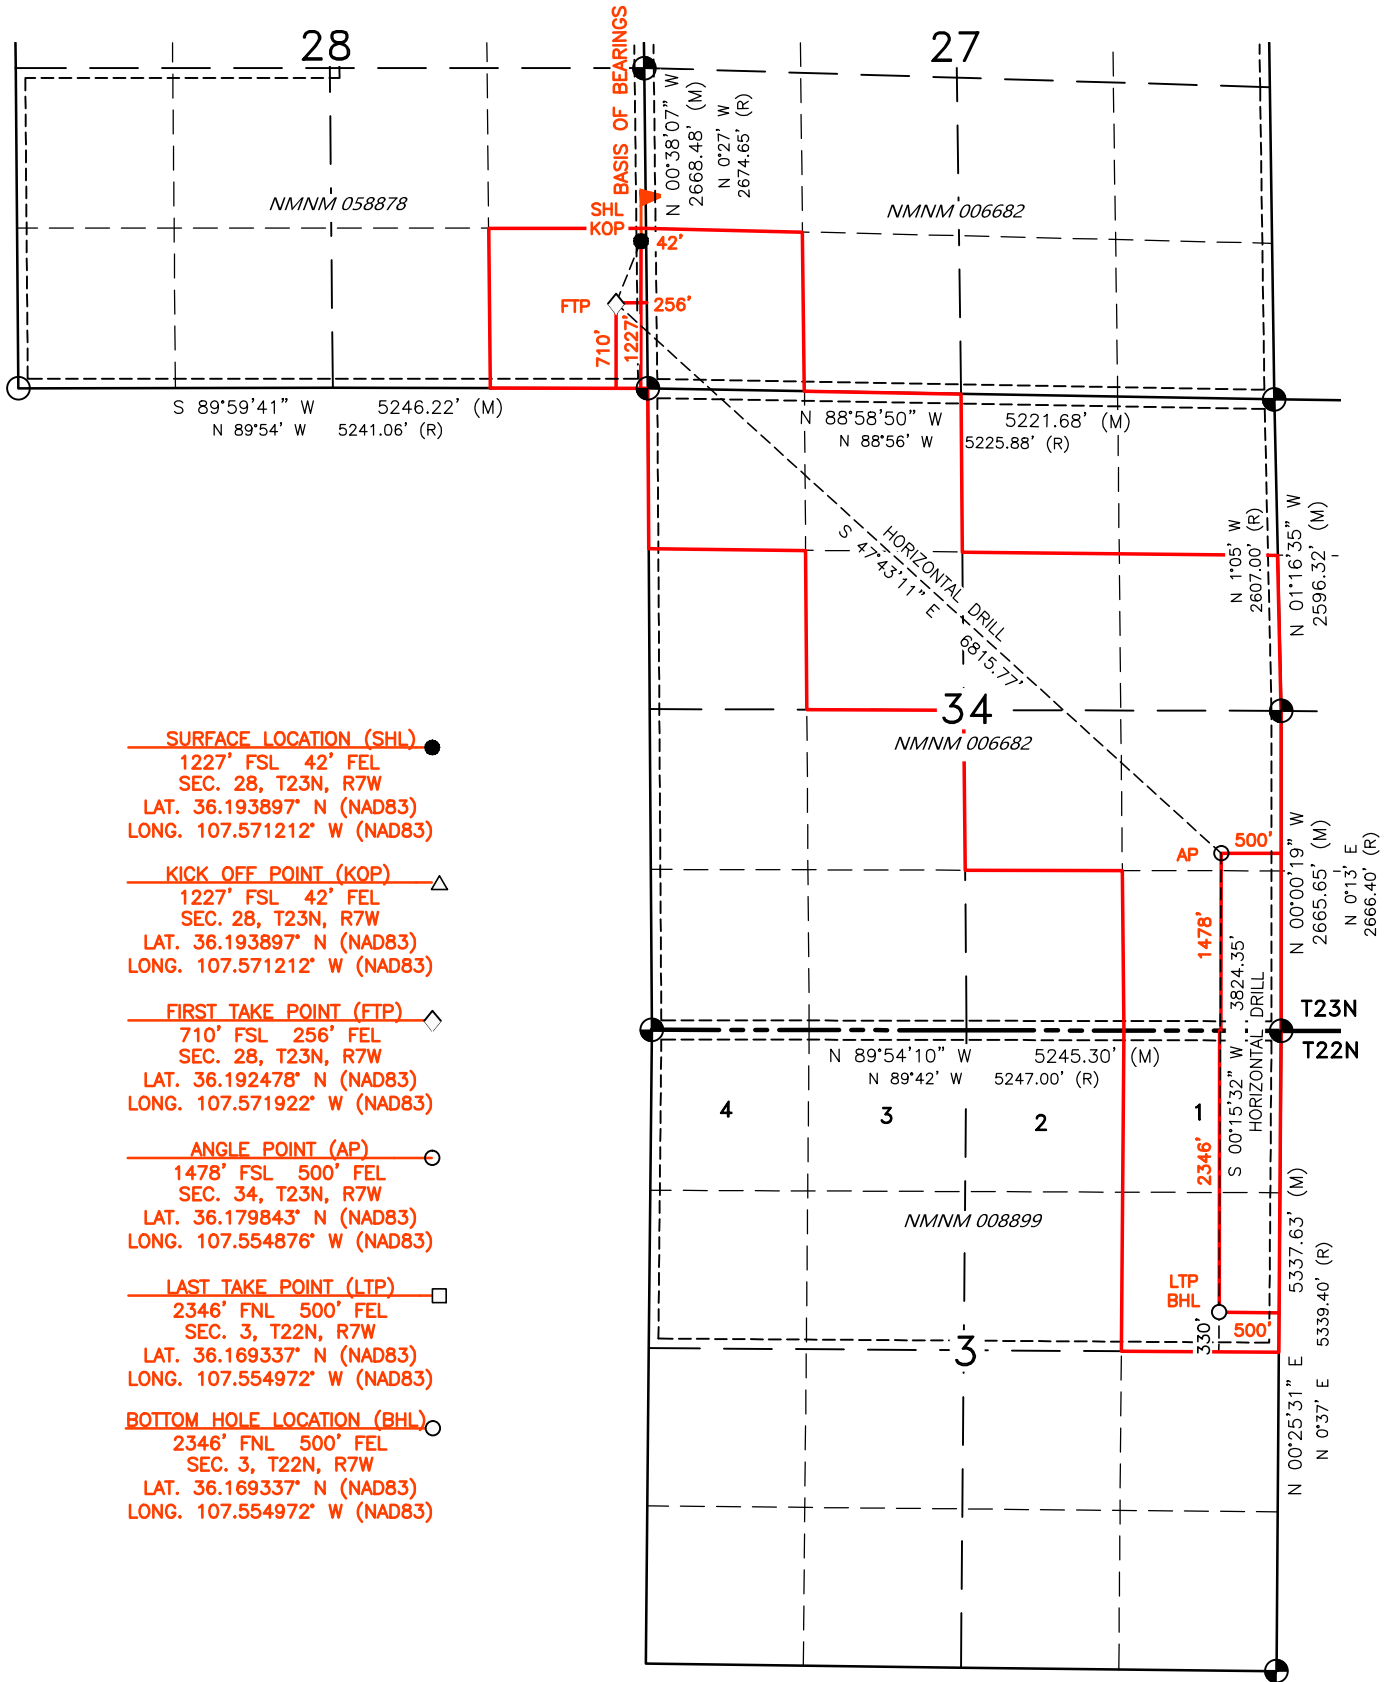 28
27
BASIS OF BEARINGS
N 00°38'07" W
2668.48' (M)
N 0°27' W
2674.65' (R)
NMNM 058878
NMNM 006682
SHL
KOP
42'
FTP
256'
710'
1227'
S 89°59'41" W 5246.22' (M)
N 89°54' W 5241.06' (R)
N 88°58'50" W 5221.68' (M)
N 88°56' W 5225.88' (R)
HORIZONTAL DRILL
S 47°43'11" E 6815.77'
N 1°05' W
2607.00' (R)
N 01°16'35" W
2596.32' (M)
34
NMNM 006682
SURFACE LOCATION (SHL)
1227' FSL 42' FEL
SEC. 28, T23N, R7W
LAT. 36.193897° N (NAD83)
LONG. 107.571212° W (NAD83)
KICK OFF POINT (KOP)
1227' FSL 42' FEL
SEC. 28, T23N, R7W
LAT. 36.193897° N (NAD83)
LONG. 107.571212° W (NAD83)
FIRST TAKE POINT (FTP)
710' FSL 256' FEL
SEC. 28, T23N, R7W
LAT. 36.192478° N (NAD83)
LONG. 107.571922° W (NAD83)
ANGLE POINT (AP)
1478' FSL 500' FEL
SEC. 34, T23N, R7W
LAT. 36.179843° N (NAD83)
LONG. 107.554876° W (NAD83)
LAST TAKE POINT (LTP)
2346' FNL 500' FEL
SEC. 3, T22N, R7W
LAT. 36.169337° N (NAD83)
LONG. 107.554972° W (NAD83)
BOTTOM HOLE LOCATION (BHL)
2346' FNL 500' FEL
SEC. 3, T22N, R7W
LAT. 36.169337° N (NAD83)
LONG. 107.554972° W (NAD83)
AP
500'
1478'
N 00°00'19" W
2665.65' (M)
N 0°13' E
2666.40' (R)
T23N
T22N
N 89°54'10" W 5245.30' (M)
N 89°42' W 5247.00' (R)
4
3
2
1
S 00°15'32" W 3824.35'
HORIZONTAL DRILL
2346'
NMNM 008899
LTP
BHL
500'
330'
3
N 00°25'31" E 5337.63' (M)
N 0°37' E 5339.40' (R)